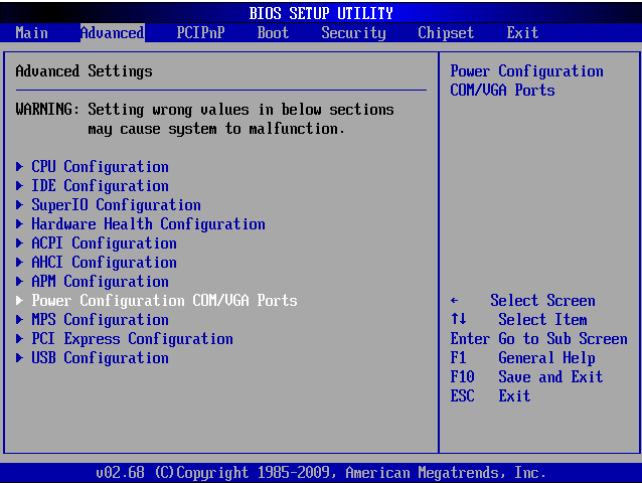 BIOS SETUP UTILITY
Main Advanced PCIPnP Boot Security Chipset Exit
Advanced Settings
WARNING: Setting wrong values in below sections
may cause system to malfunction.
▶ CPU Configuration
▶ IDE Configuration
▶ SuperIO Configuration
▶ Hardware Health Configuration
▶ ACPI Configuration
▶ AHCI Configuration
▶ APM Configuration
▶ Power Configuration COM/VGA Ports
▶ MPS Configuration
▶ PCI Express Configuration
▶ USB Configuration
Power Configuration
COM/VGA Ports
← Select Screen
↑↓ Select Item
Enter Go to Sub Screen
F1 General Help
F10 Save and Exit
ESC Exit
v02.68 (C)Copyright 1985-2009, American Megatrends, Inc.